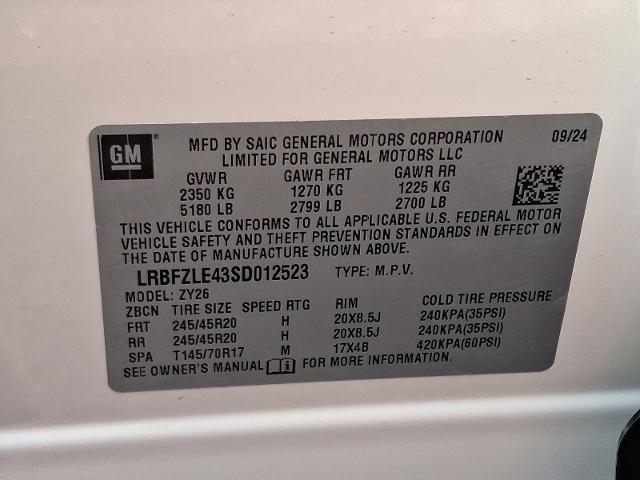 GM
MFD BY SAIC GENERAL MOTORS CORPORATION 09/24
LIMITED FOR GENERAL MOTORS LLC
GVWR GAWR FRT GAWR RR
2350 KG 1270 KG 1225 KG
5180 LB 2799 LB 2700 LB
THIS VEHICLE CONFORMS TO ALL APPLICABLE U.S. FEDERAL MOTOR
VEHICLE SAFETY AND THEFT PREVENTION STANDARDS IN EFFECT ON
THE DATE OF MANUFACTURE SHOWN ABOVE.
LRBFZLE43SD012523 TYPE: M.P.V.
MODEL: ZY26
ZBCN TIRE SIZE SPEED RTG RIM COLD TIRE PRESSURE
FRT 245/45R20 H 20X8.5J 240KPA(35PSI)
RR 245/45R20 H 20X8.5J 240KPA(35PSI)
SPA T145/70R17 M 17X4B 420KPA(60PSI)
SEE OWNER'S MANUAL i FOR MORE INFORMATION.